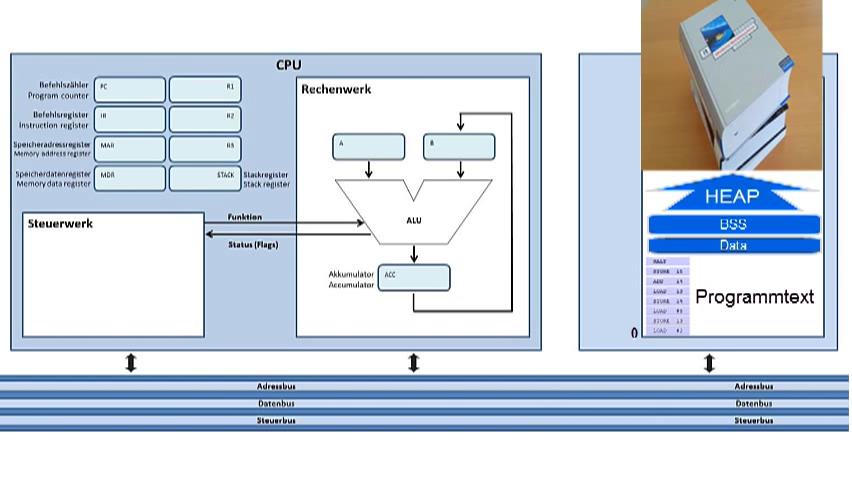 CPU
Befehlszähler
Program counter
PC
R1
Befehlsregister
Instruction register
IR
R2
Speicheradressregister
Memory address register
MAR
R3
Speicherdatenregister
Memory data register
MDR
STACK
Stackregister
Stack register
Rechenwerk
A
B
ALU
Steuerwerk
Funktion
Status (Flags)
Akkumulator
Accumulator
ACC
HEAP
BSS
Data
Programmtext
0
Adressbus
Datenbus
Steuerbus
Adressbus
Datenbus
Steuerbus